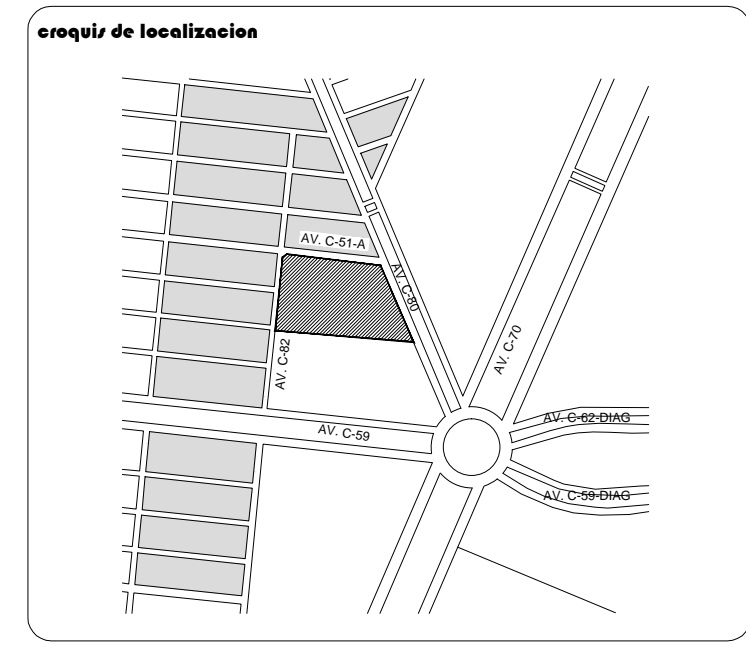 croquis de localizacion
AV. C-51-A
AV. C-80
AV. C-70
AV. C-82
AV. C-62-DIAG
AV. C-59
AV. C-59-DIAG